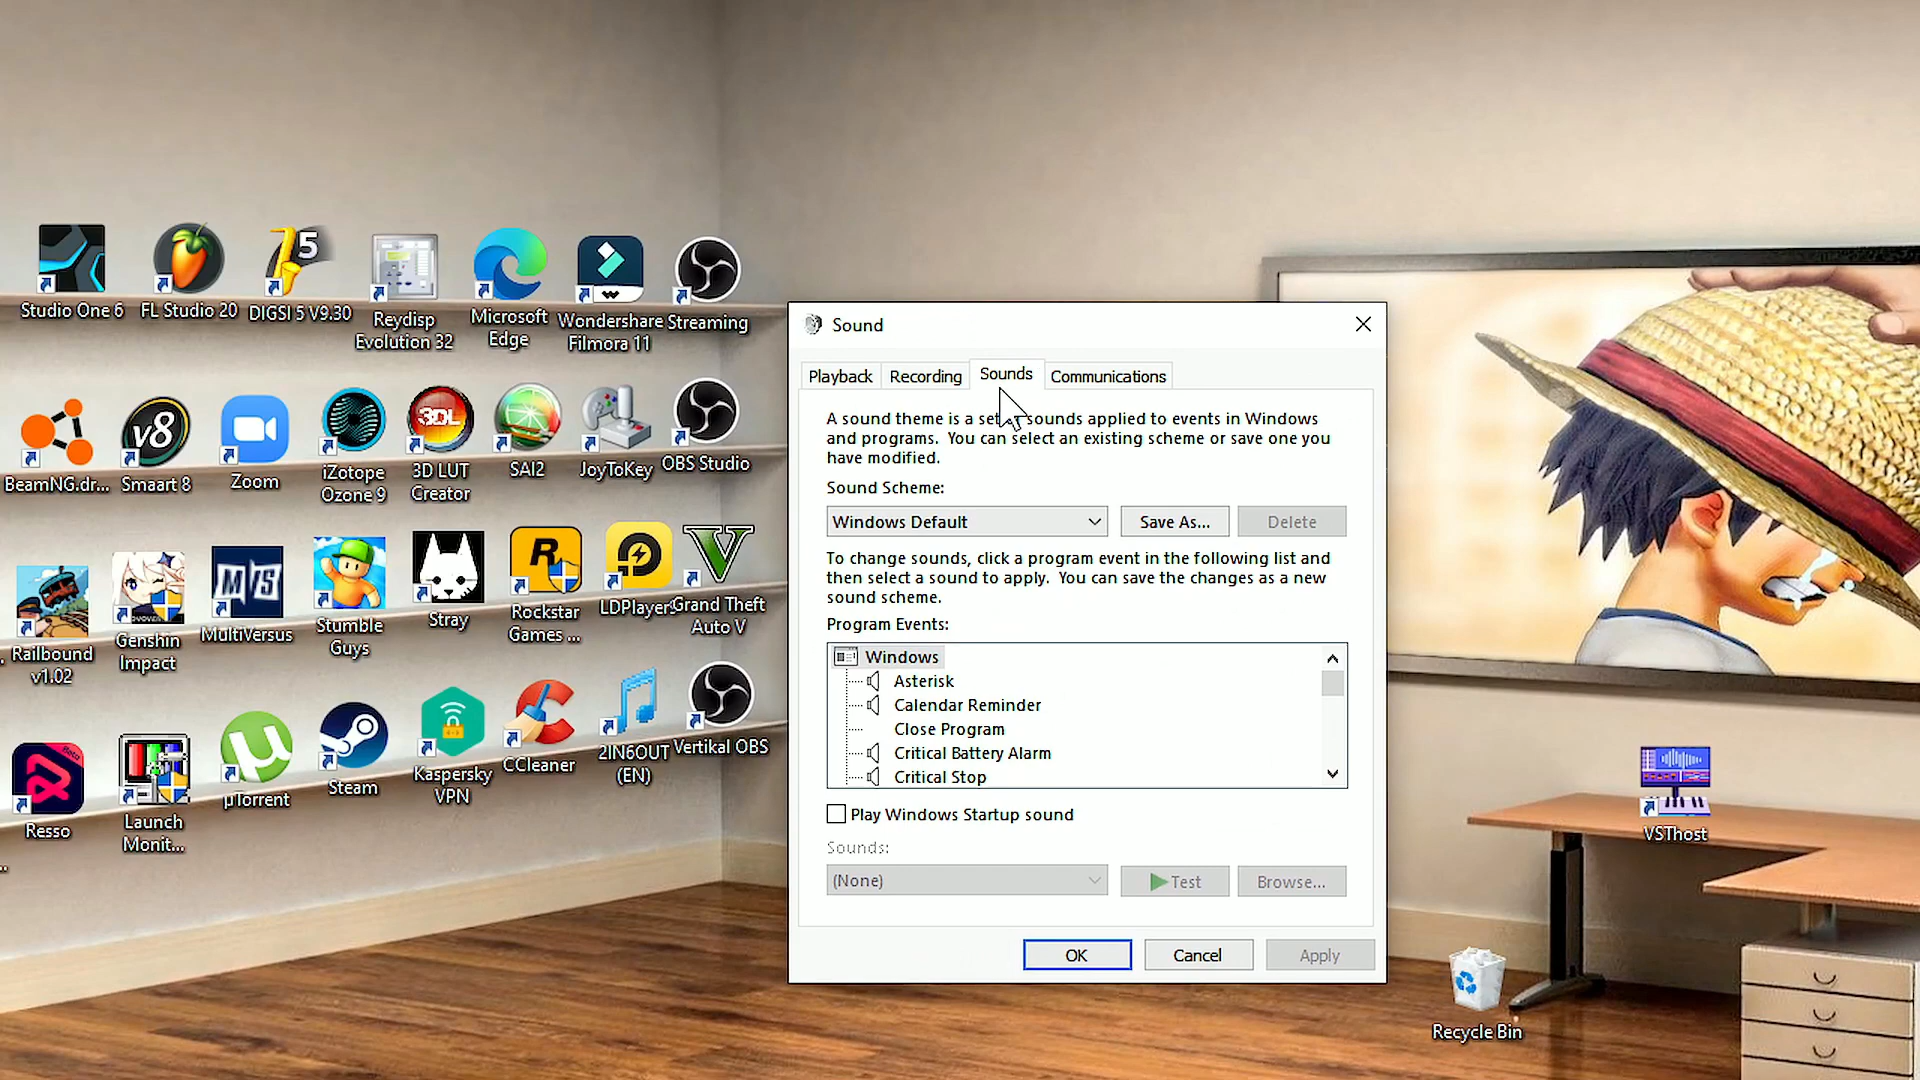 Studio One 6
FL Studio 20
5
DIGSI 5 V9.30
Reydisp
Evolution 32
Microsoft
Edge
Wondershare
Filmora 11
Streaming
BeamNG.dr...
v8
Smaart 8
Zoom
iZotope
Ozone 9
3DL
3D LUT
Creator
SAI2
JoyToKey
OBS Studio
Railbound
v1.02
Genshin
Impact
M/S
MultiVersus
Stumble
Guys
Stray
R
Rockstar
Games ...
LDPlayer
V
Grand Theft
Auto V
Beta
Resso
Launch
Monit...
µTorrent
Steam
Kaspersky
VPN
CCleaner
2IN6OUT
(EN)
Vertikal OBS
Sound
Playback
Recording
Sounds
Communications
A sound theme is a set sounds applied to events in Windows
and programs. You can select an existing scheme or save one you
have modified.
Sound Scheme:
Windows Default
Save As...
Delete
To change sounds, click a program event in the following list and
then select a sound to apply. You can save the changes as a new
sound scheme.
Program Events:
Windows
Asterisk
Calendar Reminder
Close Program
Critical Battery Alarm
Critical Stop
Play Windows Startup sound
Sounds:
(None)
Test
Browse...
OK
Cancel
Apply
VSThost
Recycle Bin